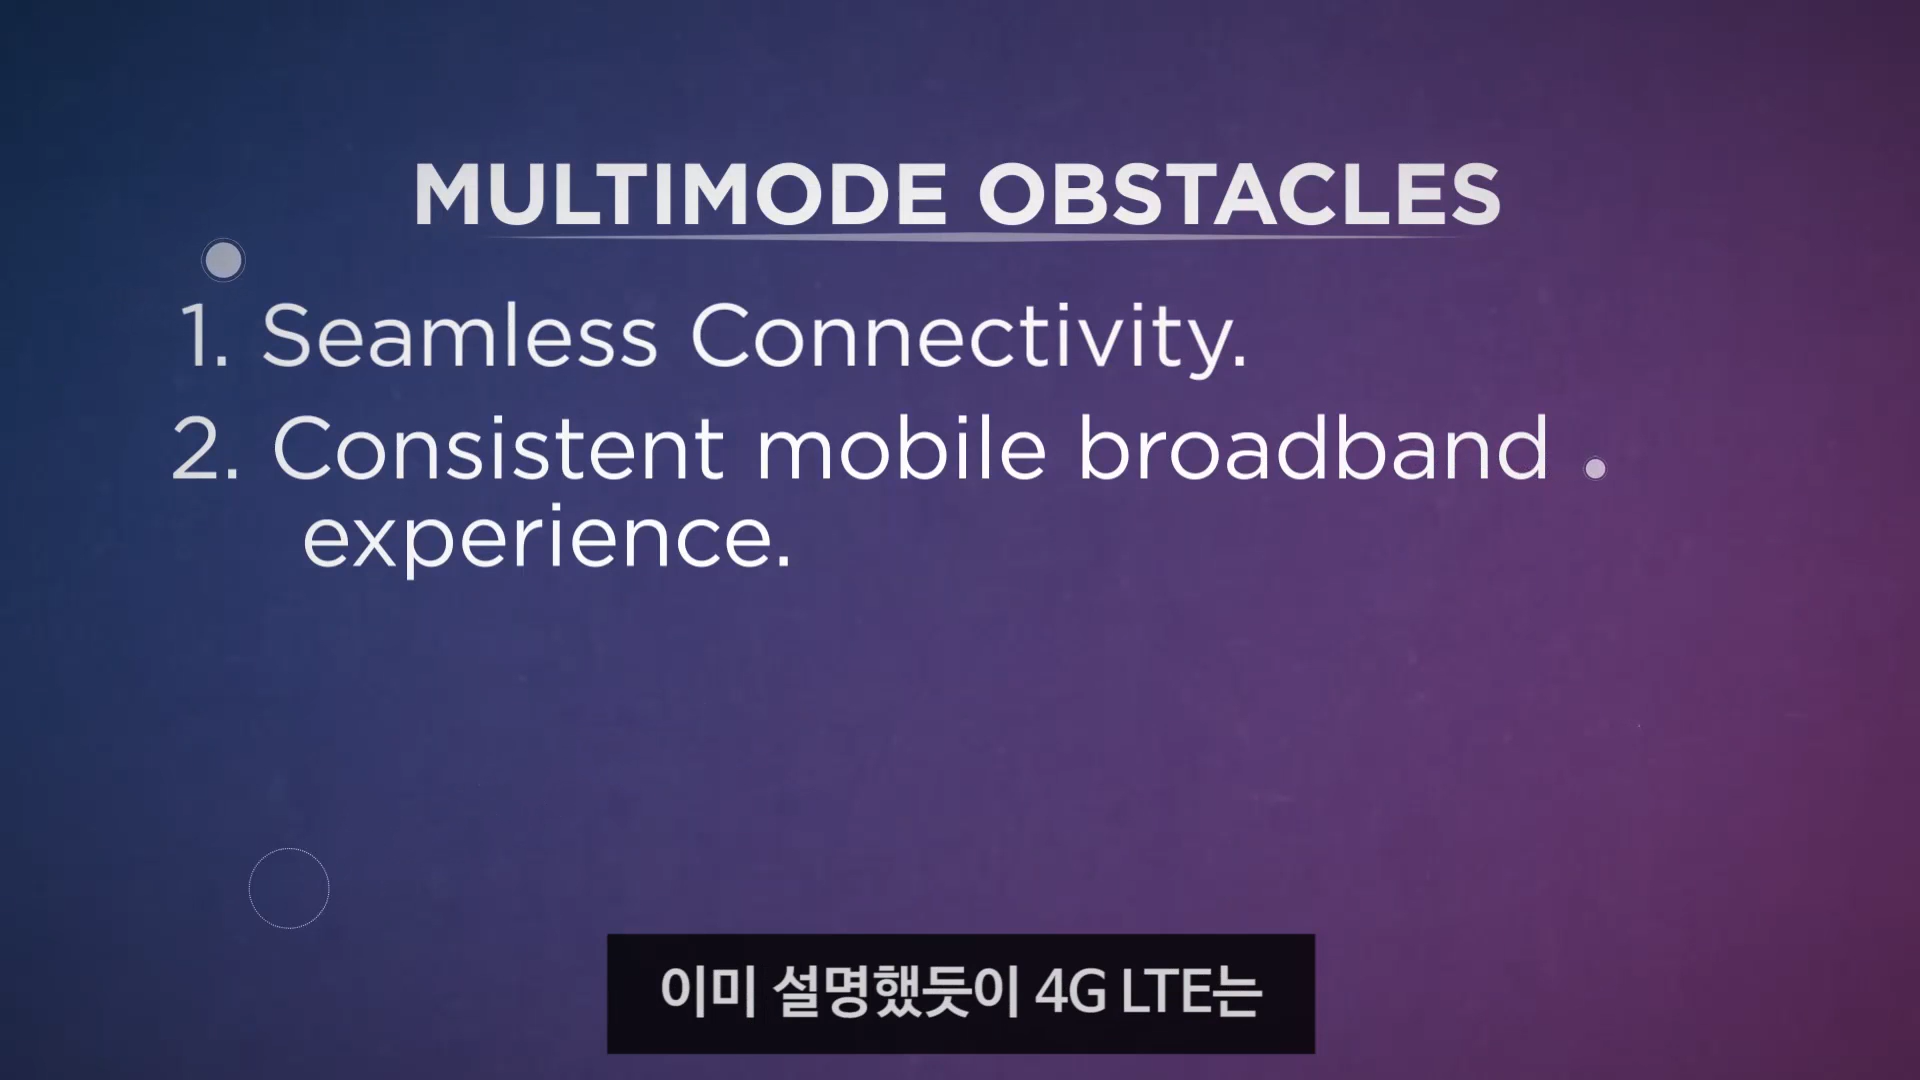 MULTIMODE OBSTACLES
1. Seamless Connectivity.
2. Consistent mobile broadband
experience.
이미 설명했듯이 4G LTE는